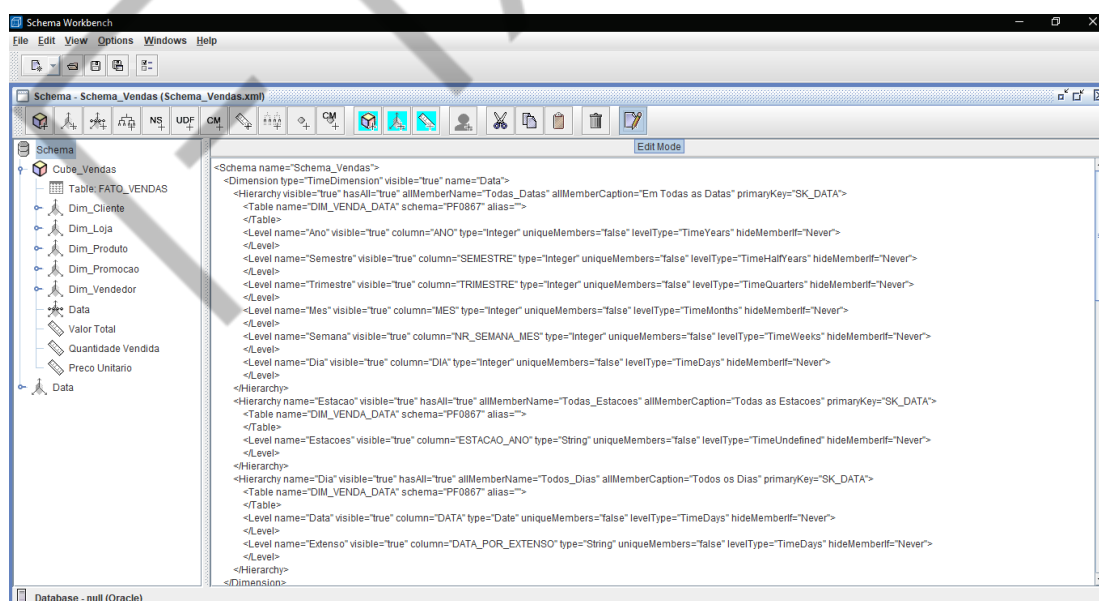 Schema Workbench
File Edit View Options Windows Help
Schema - Schema_Vendas (Schema_Vendas.xml)
NS UDF CM CM
Edit Mode
Schema
Cube_Vendas
Table: FATO_VENDAS
Dim_Cliente
Dim_Loja
Dim_Produto
Dim_Promocao
Dim_Vendedor
Data
Valor Total
Quantidade Vendida
Preco Unitario
Data
<Schema name="Schema_Vendas">
<Dimension type="TimeDimension" visible="true" name="Data">
<Hierarchy visible="true" hasAll="true" allMemberName="Todas_Datas" allMemberCaption="Em Todas as Datas" primaryKey="SK_DATA">
<Table name="DIM_VENDA_DATA" schema="PF0867" alias="">
</Table>
<Level name="Ano" visible="true" column="ANO" type="Integer" uniqueMembers="false" levelType="TimeYears" hideMemberIf="Never">
</Level>
<Level name="Semestre" visible="true" column="SEMESTRE" type="Integer" uniqueMembers="false" levelType="TimeHalfYears" hideMemberIf="Never">
</Level>
<Level name="Trimestre" visible="true" column="TRIMESTRE" type="Integer" uniqueMembers="false" levelType="TimeQuarters" hideMemberIf="Never">
</Level>
<Level name="Mes" visible="true" column="MES" type="Integer" uniqueMembers="false" levelType="TimeMonths" hideMemberIf="Never">
</Level>
<Level name="Semana" visible="true" column="NR_SEMANA_MES" type="Integer" uniqueMembers="false" levelType="TimeWeeks" hideMemberIf="Never">
</Level>
<Level name="Dia" visible="true" column="DIA" type="Integer" uniqueMembers="false" levelType="TimeDays" hideMemberIf="Never">
</Level>
</Hierarchy>
<Hierarchy name="Estacao" visible="true" hasAll="true" allMemberName="Todas_Estacoes" allMemberCaption="Todas as Estacoes" primaryKey="SK_DATA">
<Table name="DIM_VENDA_DATA" schema="PF0867" alias="">
</Table>
<Level name="Estacoes" visible="true" column="ESTACAO_ANO" type="String" uniqueMembers="false" levelType="TimeUndefined" hideMemberIf="Never">
</Level>
</Hierarchy>
<Hierarchy name="Dia" visible="true" hasAll="true" allMemberName="Todos_Dias" allMemberCaption="Todos os Dias" primaryKey="SK_DATA">
<Table name="DIM_VENDA_DATA" schema="PF0867" alias="">
</Table>
<Level name="Data" visible="true" column="DATA" type="Date" uniqueMembers="false" levelType="TimeDays" hideMemberIf="Never">
</Level>
<Level name="Extenso" visible="true" column="DATA_POR_EXTENSO" type="String" uniqueMembers="false" levelType="TimeDays" hideMemberIf="Never">
</Level>
</Hierarchy>
</Dimension>
Database - null (Oracle)